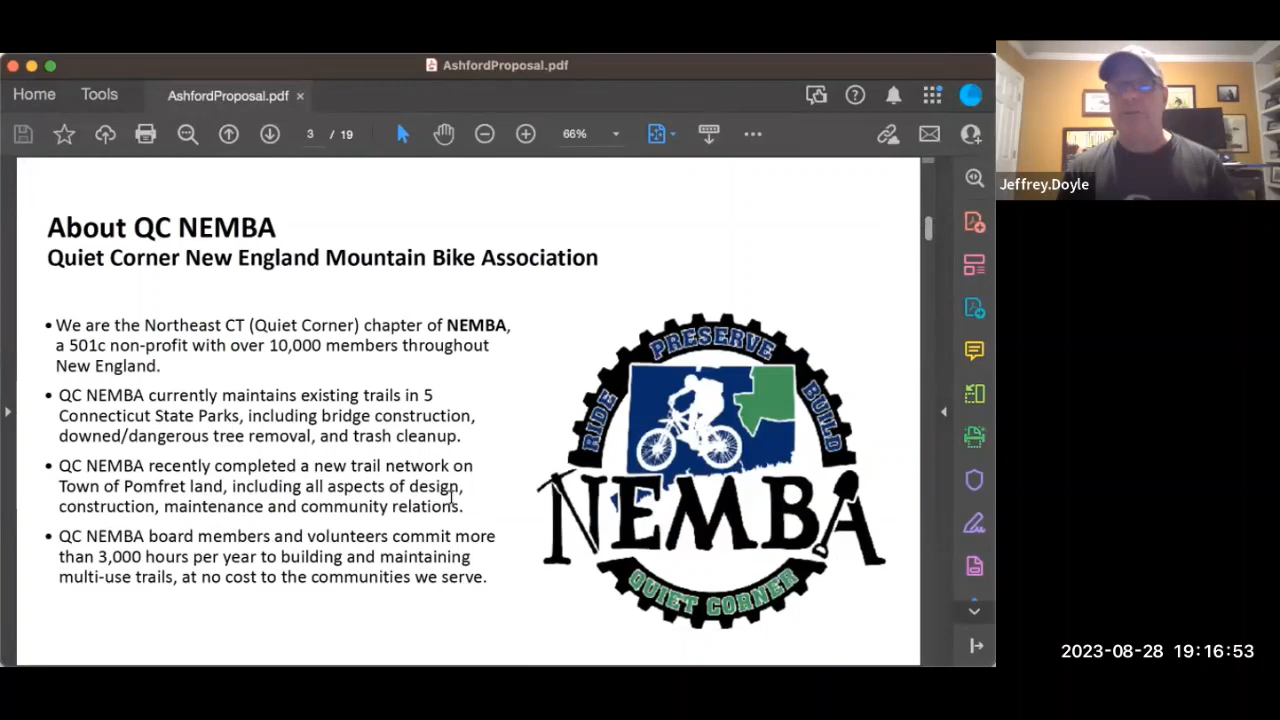 AshfordProposal.pdf
Home
Tools
AshfordProposal.pdf ×
3 / 19
66%
Jeffrey.Doyle
About QC NEMBA
Quiet Corner New England Mountain Bike Association
• We are the Northeast CT (Quiet Corner) chapter of NEMBA,
a 501c non-profit with over 10,000 members throughout
New England.
• QC NEMBA currently maintains existing trails in 5
Connecticut State Parks, including bridge construction,
downed/dangerous tree removal, and trash cleanup.
• QC NEMBA recently completed a new trail network on
Town of Pomfret land, including all aspects of design,
construction, maintenance and community relations.
• QC NEMBA board members and volunteers commit more
than 3,000 hours per year to building and maintaining
multi-use trails, at no cost to the communities we serve.
RIDE
PRESERVE
BUILD
NEMBA
QUIET CORNER
2023-08-28 19:16:53